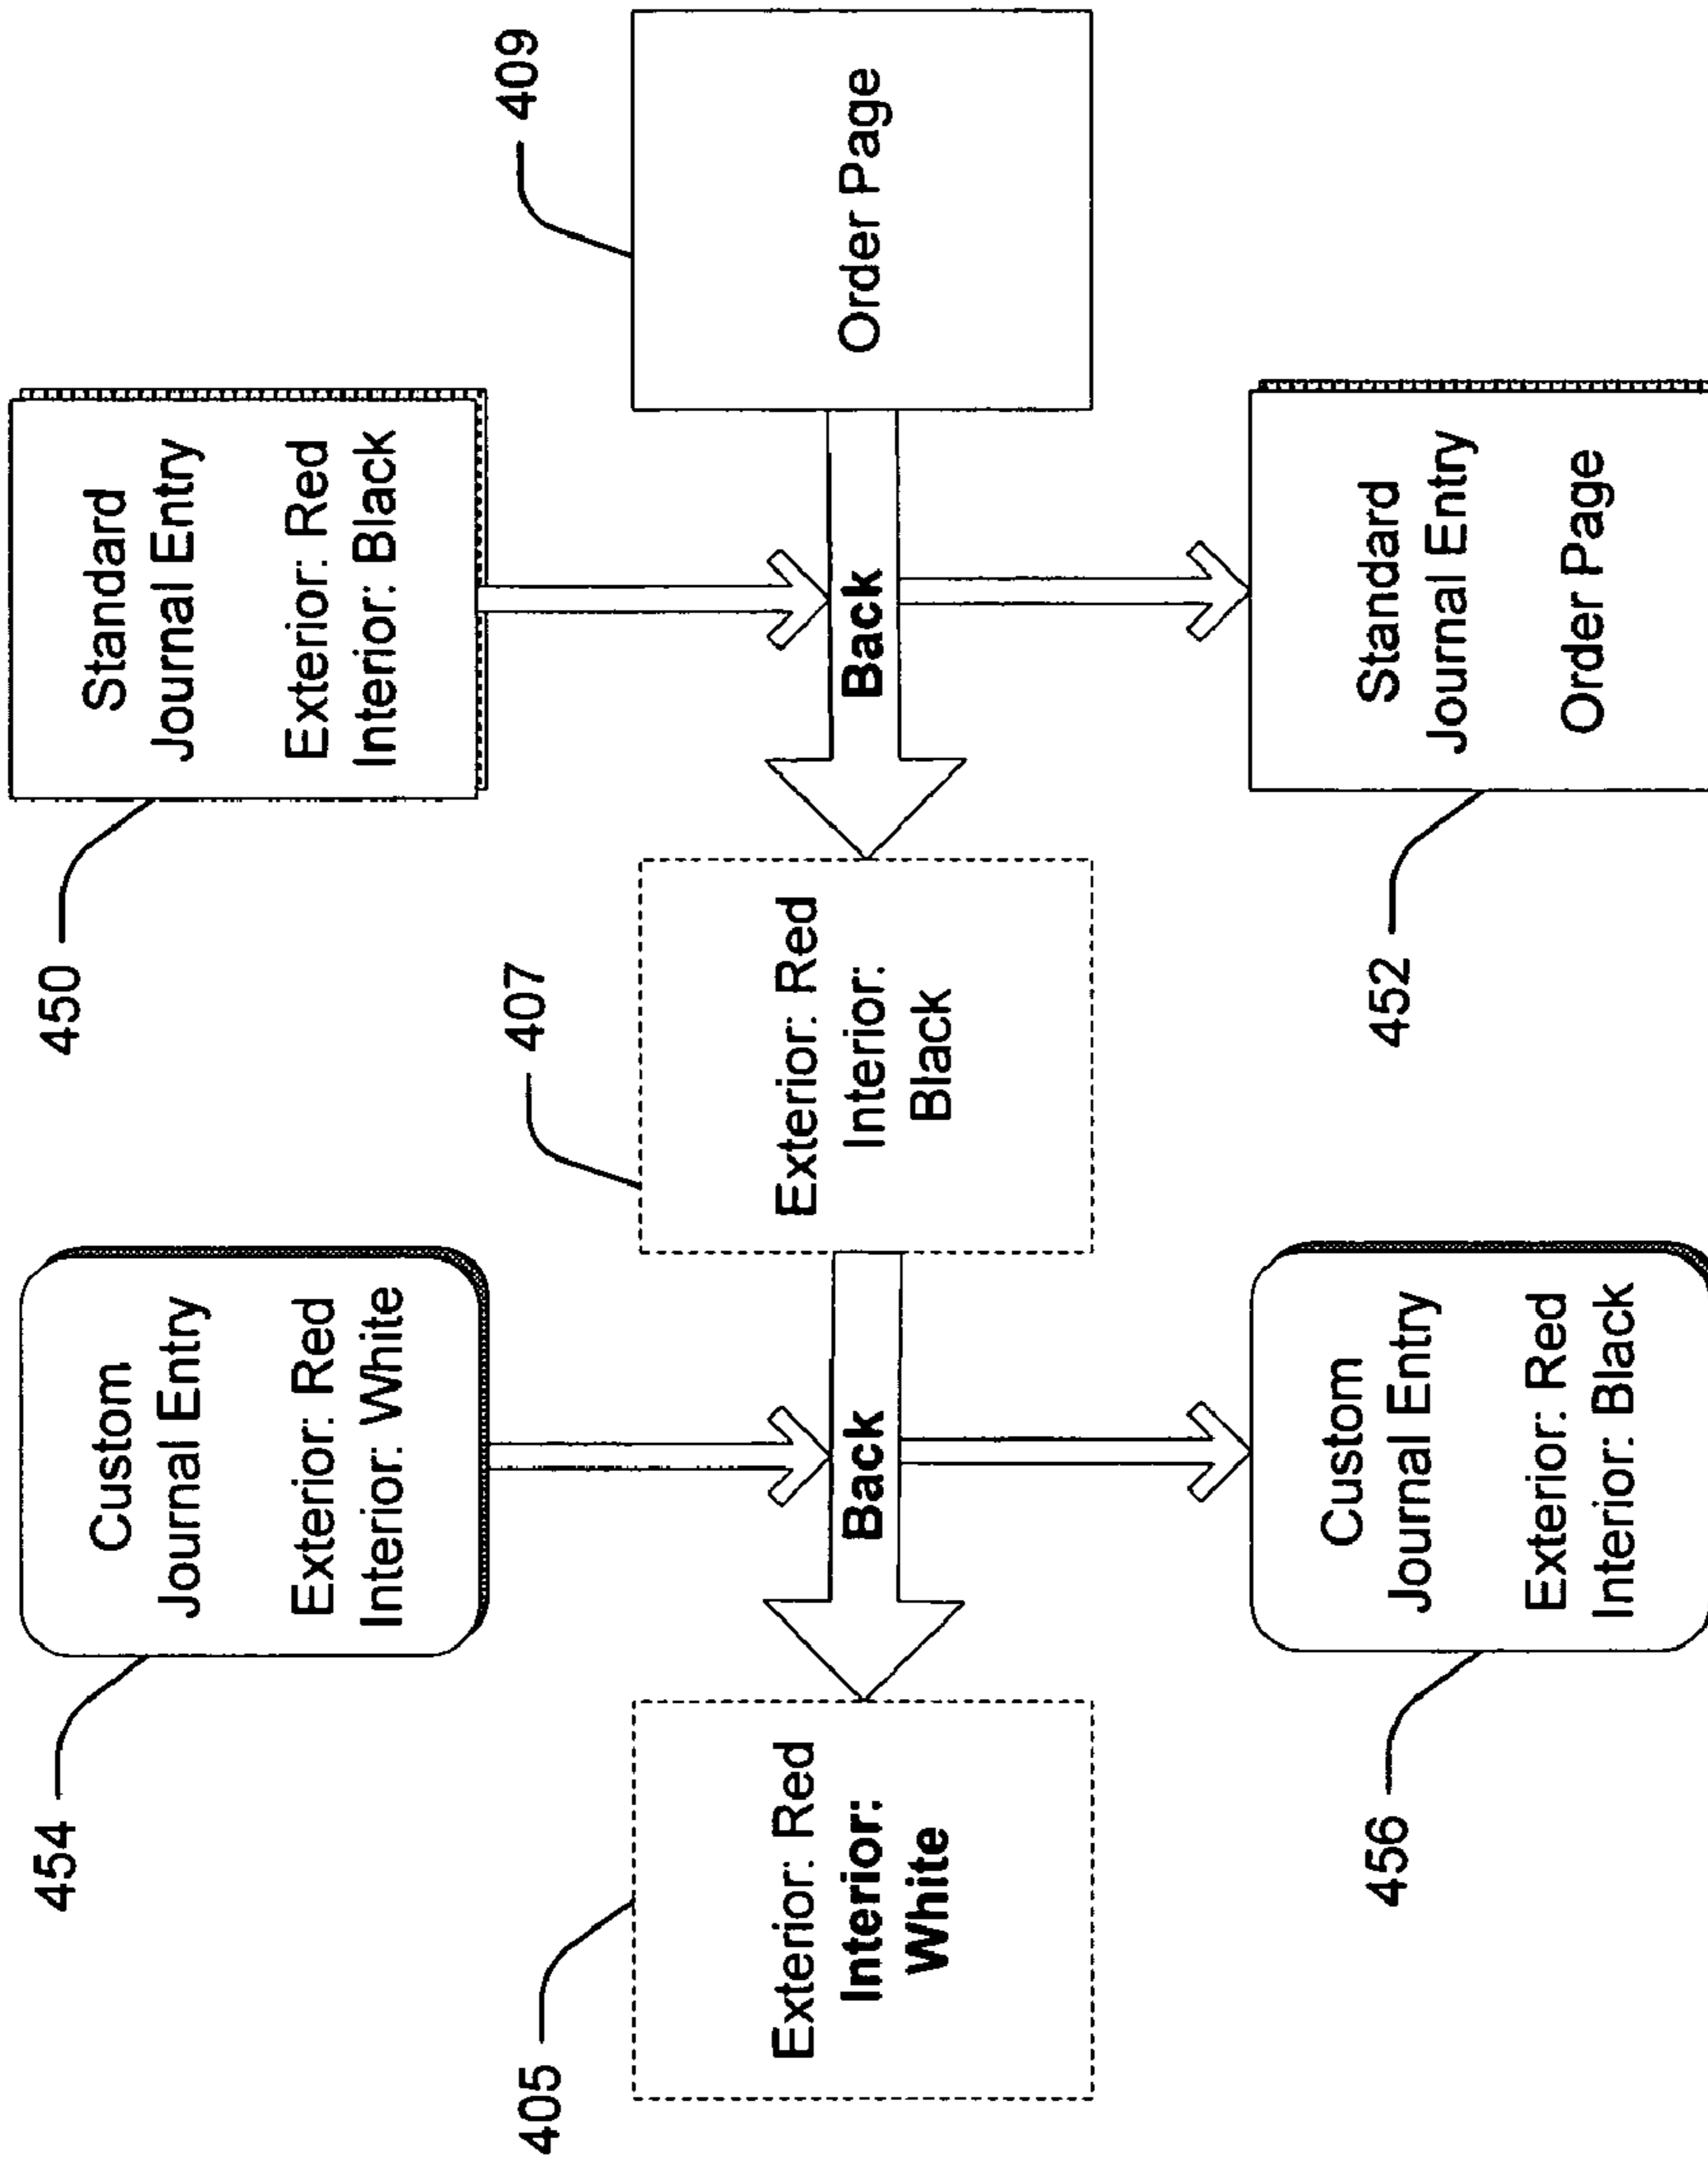 454
Custom
Journal Entry
Exterior: Red
Interior: White
450
Standard
Journal Entry
Exterior: Red
Interior: Black
405
Exterior: Red
Interior:
White
Back
407
Exterior: Red
Interior:
Black
Back
409
Order Page
456
Custom
Journal Entry
Exterior: Red
Interior: Black
452
Standard
Journal Entry
Order Page